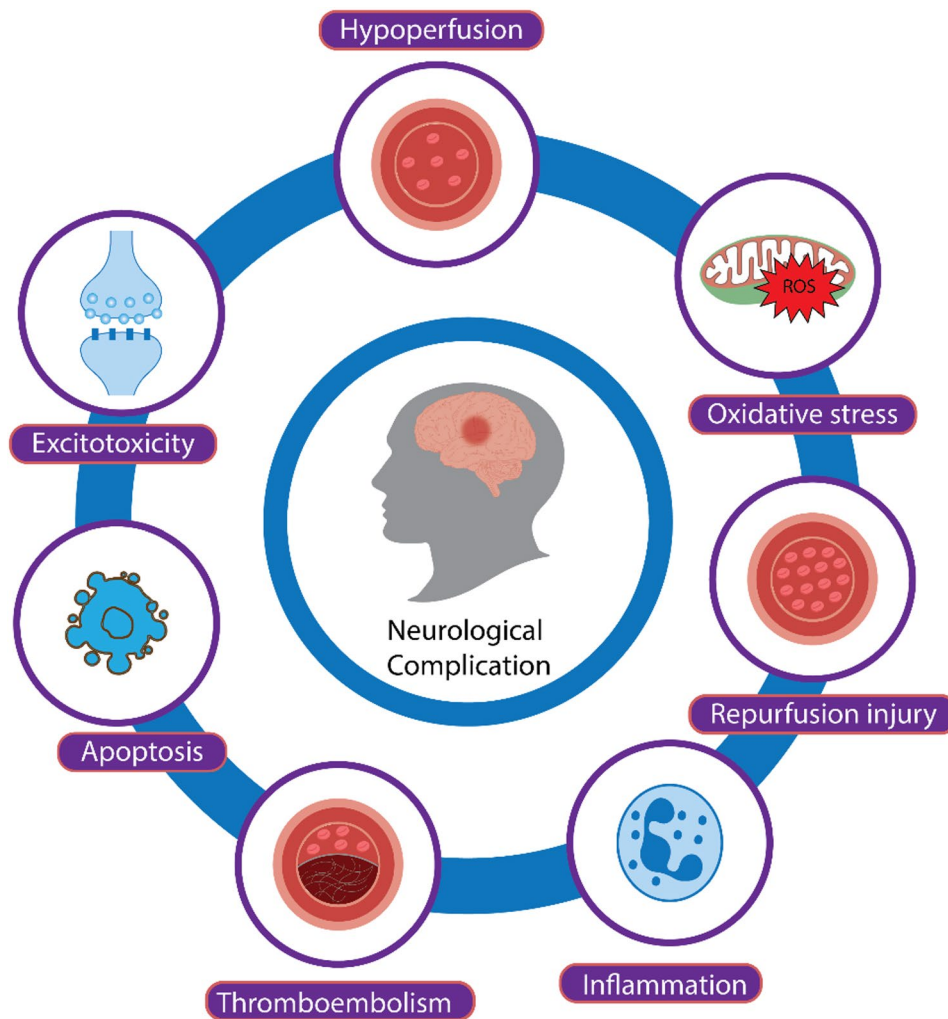 Hypoperfusion
ROS
Oxidative stress
Excitotoxicity
Neurological
Complication
Repurfusion injury
Apoptosis
Inflammation
Thromboembolism